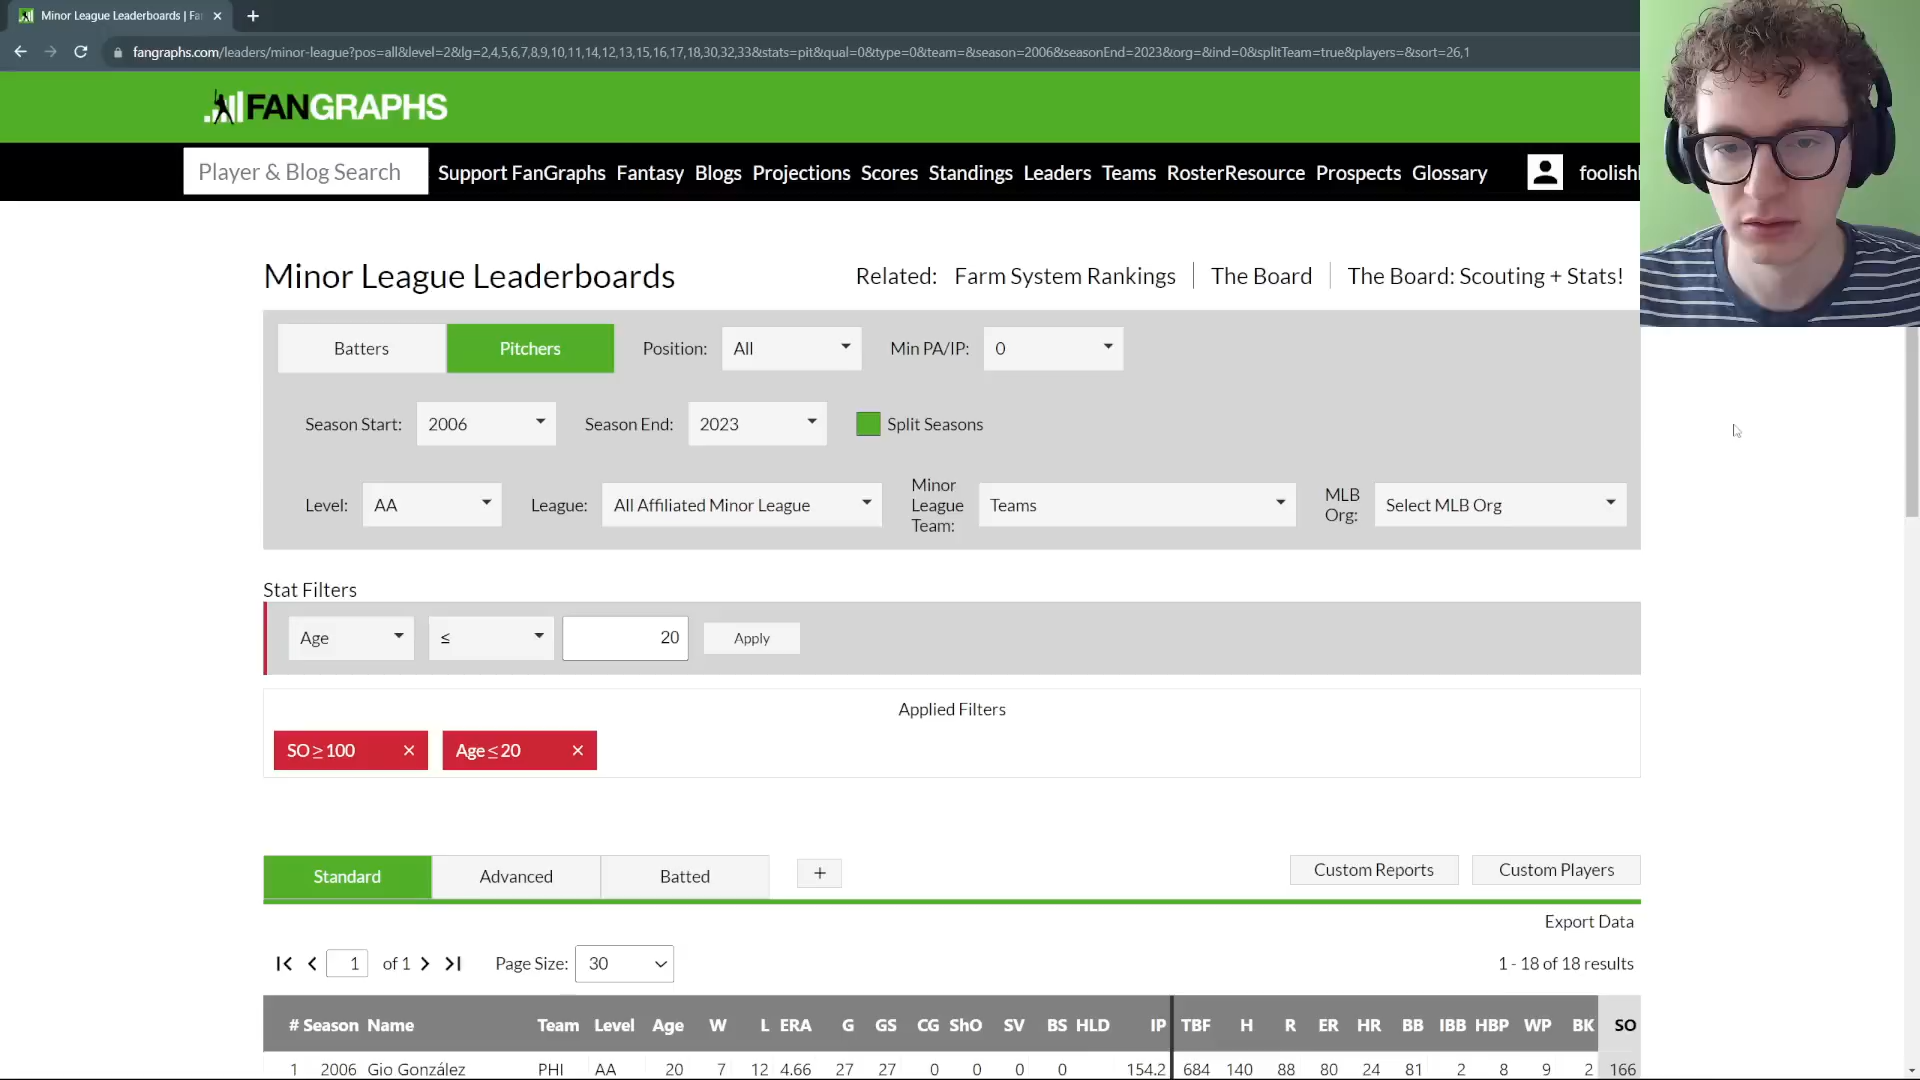 Minor League Leaderboards | Fa
fangraphs.com/leaders/minor-league?pos=all&level=2&lg=2,4,5,6,7,8,9,10,11,14,12,13,15,16,17,18,30,32,33&stats=pit&qual=0&type=0&team=&season=2006&seasonEnd=2023&org=&ind=0&splitTeam=true&players=&sort=26,1
FANGRAPHS
Player & Blog Search Support FanGraphs Fantasy Blogs Projections Scores Standings Leaders Teams RosterResource Prospects Glossary foolish
Minor League Leaderboards Related: Farm System Rankings The Board The Board: Scouting + Stats!
Batters Pitchers Position: All Min PA/IP: 0
Season Start: 2006 Season End: 2023 Split Seasons
Level: AA League: All Affiliated Minor League Minor League Team: Teams MLB Org: Select MLB Org
Stat Filters
Age ≤ 20 Apply
Applied Filters
SO ≥ 100 × Age ≤ 20 ×
Standard Advanced Batted + Custom Reports Custom Players
Export Data
1 of 1 Page Size: 30 1 - 18 of 18 results
# Season Name Team Level Age W L ERA G GS CG ShO SV BS HLD IP TBF H R ER HR BB IBB HBP WP BK SO
1 2006 Gio González PHI AA 20 7 12 4.66 27 27 0 0 0 0 154.2 684 140 88 80 24 81 2 8 9 2 166